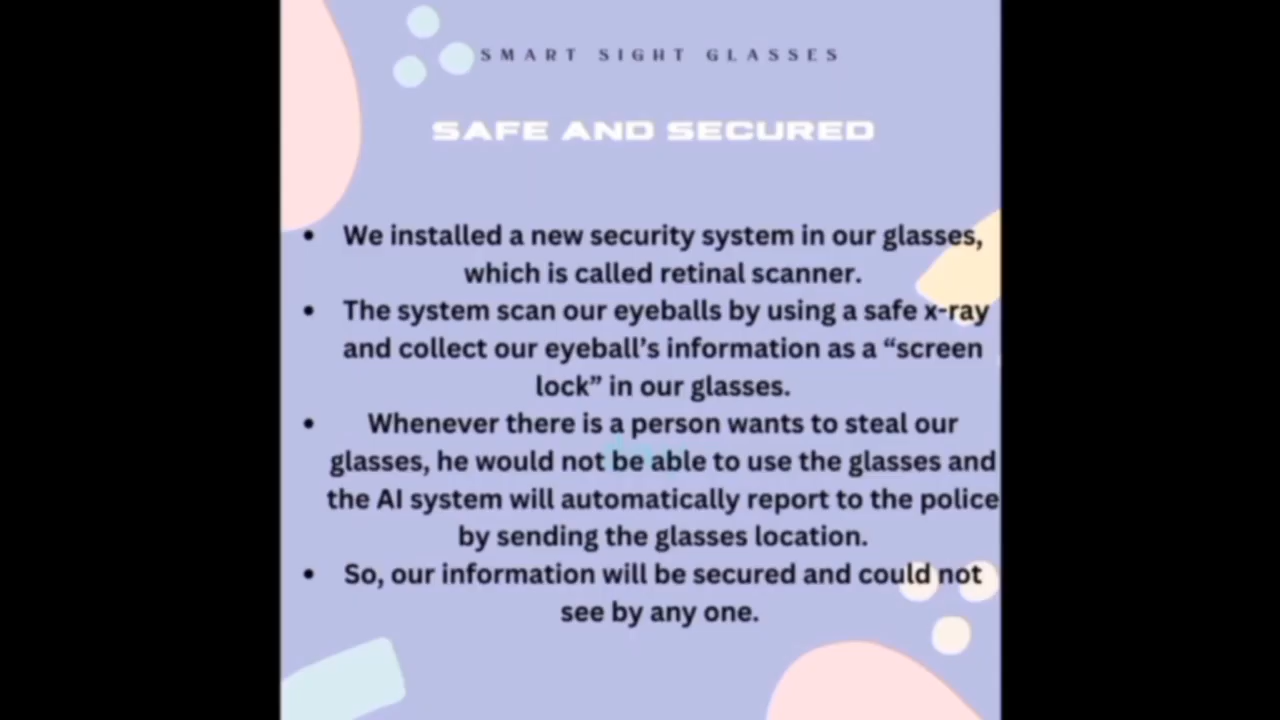 SMART SIGHT GLASSES
SAFE AND SECURED
• We installed a new security system in our glasses,
which is called retinal scanner.
• The system scan our eyeballs by using a safe x-ray
and collect our eyeball’s information as a “screen
lock” in our glasses.
• Whenever there is a person wants to steal our
glasses, he would not be able to use the glasses and
the AI system will automatically report to the police
by sending the glasses location.
• So, our information will be secured and could not
see by any one.